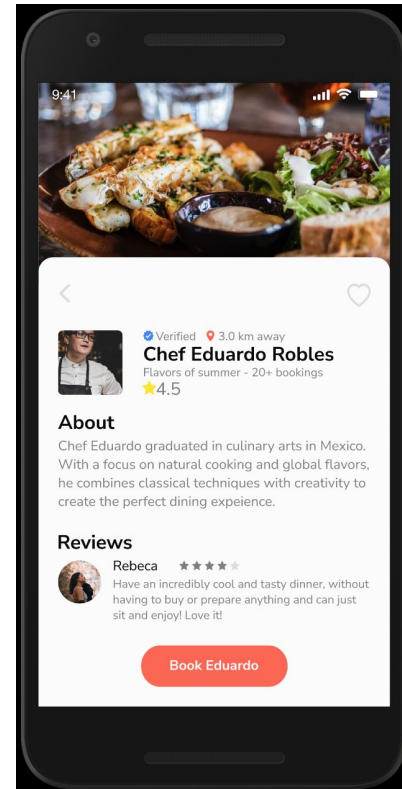 9:41
Verified 3.0 km away
Chef Eduardo Robles
Flavors of summer - 20+ bookings
4.5
About
Chef Eduardo graduated in culinary arts in Mexico.
With a focus on natural cooking and global flavors,
he combines classical techniques with creativity to
create the perfect dining expeience.
Reviews
Rebeca
Have an incredibly cool and tasty dinner, without
having to buy or prepare anything and can just
sit and enjoy! Love it!
Book Eduardo